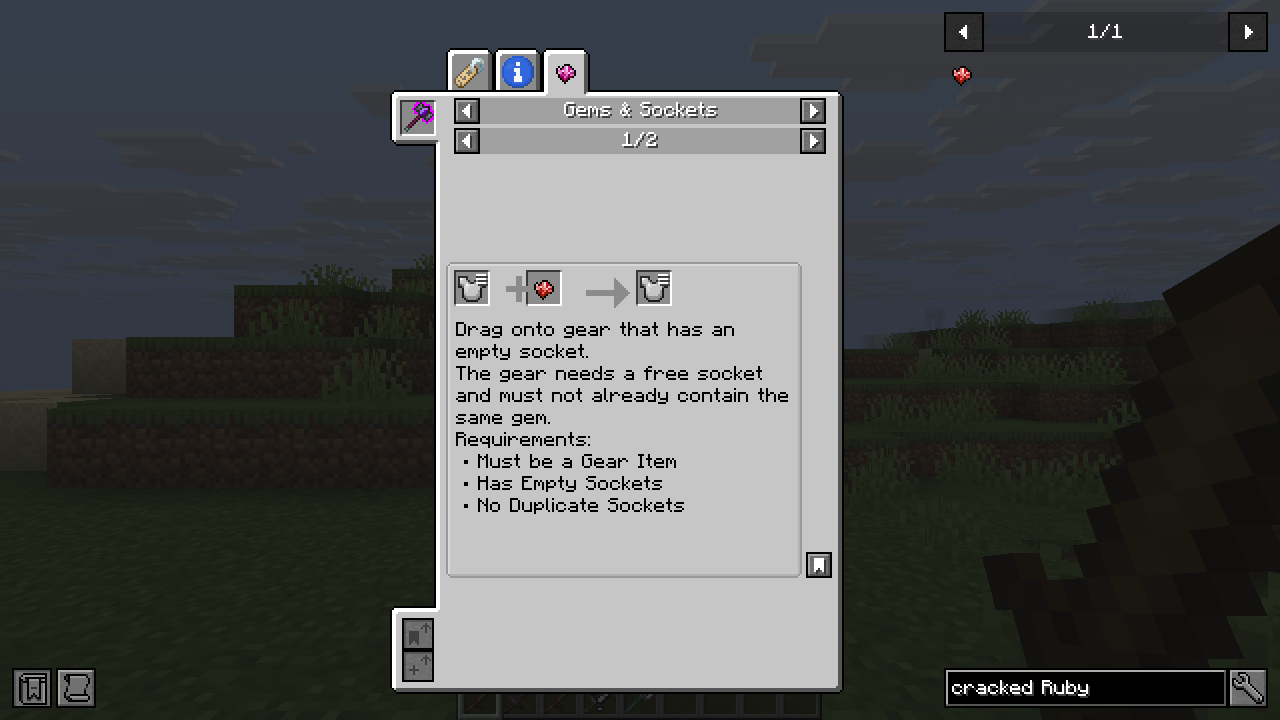 1/1
Gems & Sockets
1/2
Drag onto gear that has an
empty socket.
The gear needs a free socket
and must not already contain the
same gem.
Requirements:
• Must be a Gear Item
• Has Empty Sockets
• No Duplicate Sockets
cracked Ruby